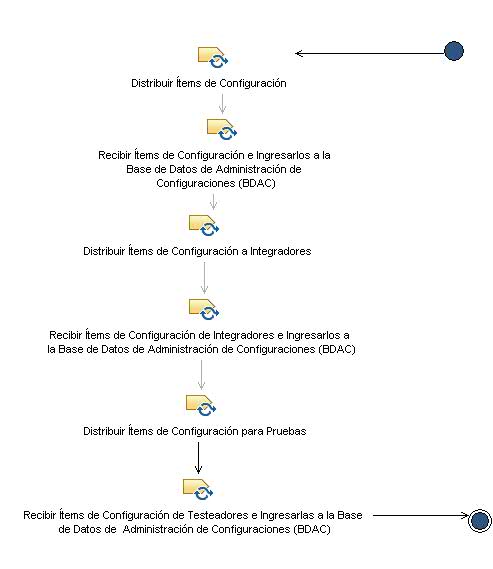 Distribuir Ítems de Configuración
Recibir Ítems de Configuración e Ingresarlos a la
Base de Datos de Administración de
Configuraciones (BDAC)
Distribuir Ítems de Configuración a Integradores
Recibir Ítems de Configuración de Integradores e Ingresarlos a
la Base de Datos de Administración de Configuraciones (BDAC)
Distribuir Ítems de Configuración para Pruebas
Recibir Ítems de Configuración de Testeadores e Ingresarlas a la Base
de Datos de Administración de Configuraciones (BDAC)